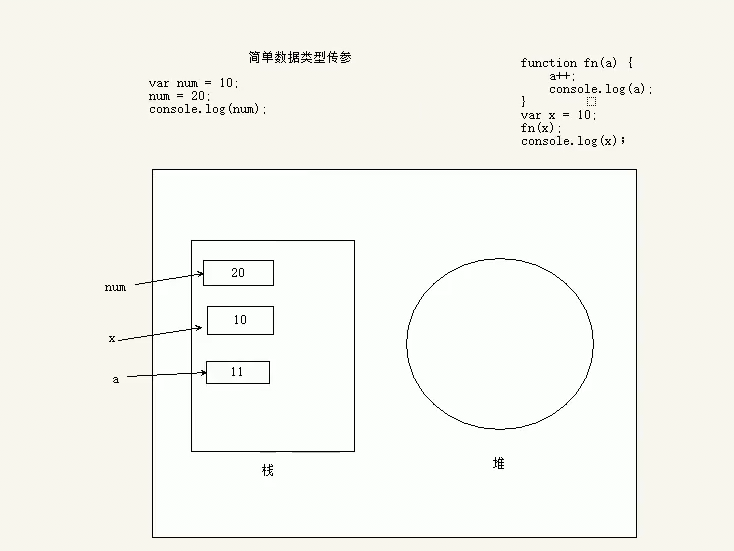 简单数据类型传参
var num = 10;
num = 20;
console.log(num);
function fn(a) {
a++;
console.log(a);
}
var x = 10;
fn(x);
console.log(x);
num
20
x
10
a
11
栈
堆